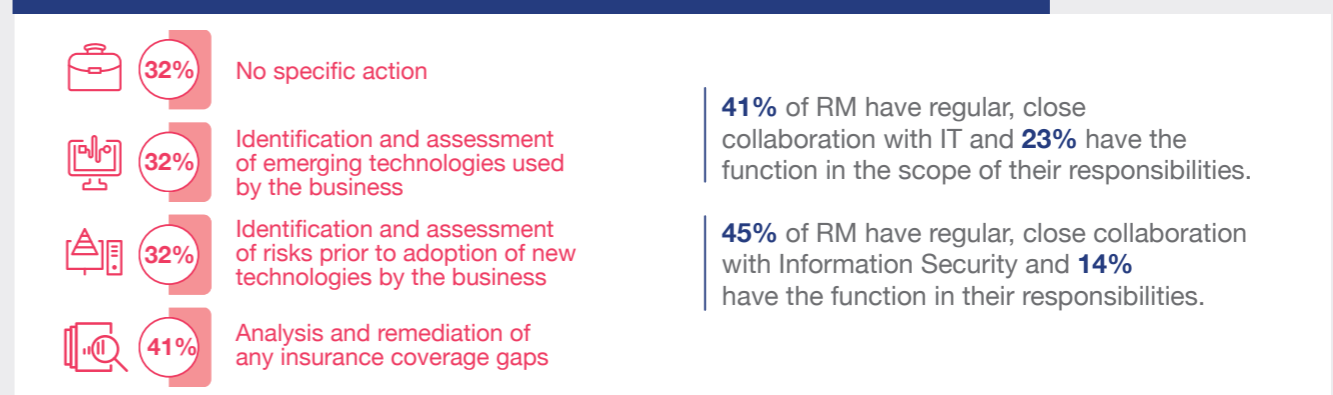 32%
No specific action
32%
Identification and assessment
of emerging technologies used
by the business
32%
Identification and assessment
of risks prior to adoption of new
technologies by the business
41%
Analysis and remediation of
any insurance coverage gaps
41% of RM have regular, close
collaboration with IT and 23% have the
function in the scope of their responsibilities.
45% of RM have regular, close collaboration
with Information Security and 14%
have the function in their responsibilities.